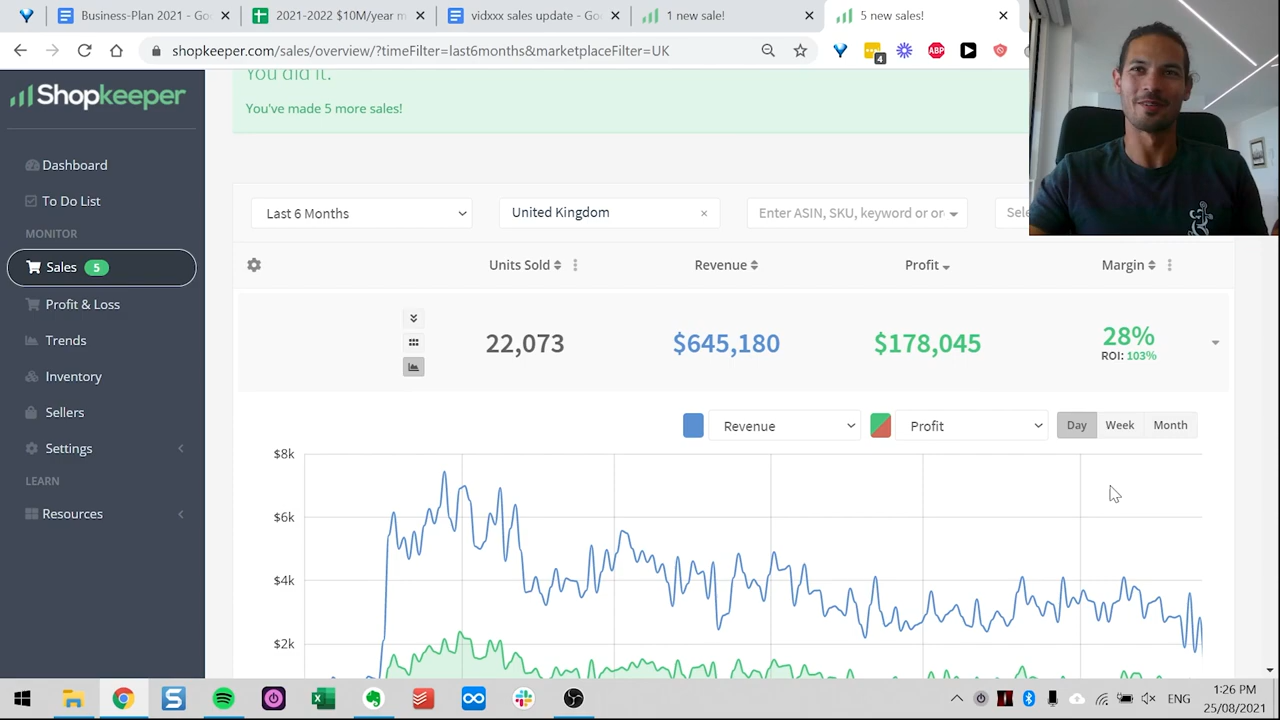 Business-Plan 2021 - Go
2021-2022 $10M/year m
vidxxx sales update - Go
1 new sale!
5 new sales!
shopkeeper.com/sales/overview/?timeFilter=last6months&marketplaceFilter=UK
ABP
4
Shopkeeper
You did it.
You've made 5 more sales!
Dashboard
To Do List
MONITOR
Sales 5
Profit & Loss
Trends
Inventory
Sellers
Settings
LEARN
Resources
Last 6 Months
United Kingdom ×
Enter ASIN, SKU, keyword or or
Sele
Units Sold
Revenue
Profit
Margin
22,073
$645,180
$178,045
28%
ROI: 103%
Revenue
Profit
Day
Week
Month
$8k
$6k
$4k
$2k
ENG
1:26 PM
25/08/2021